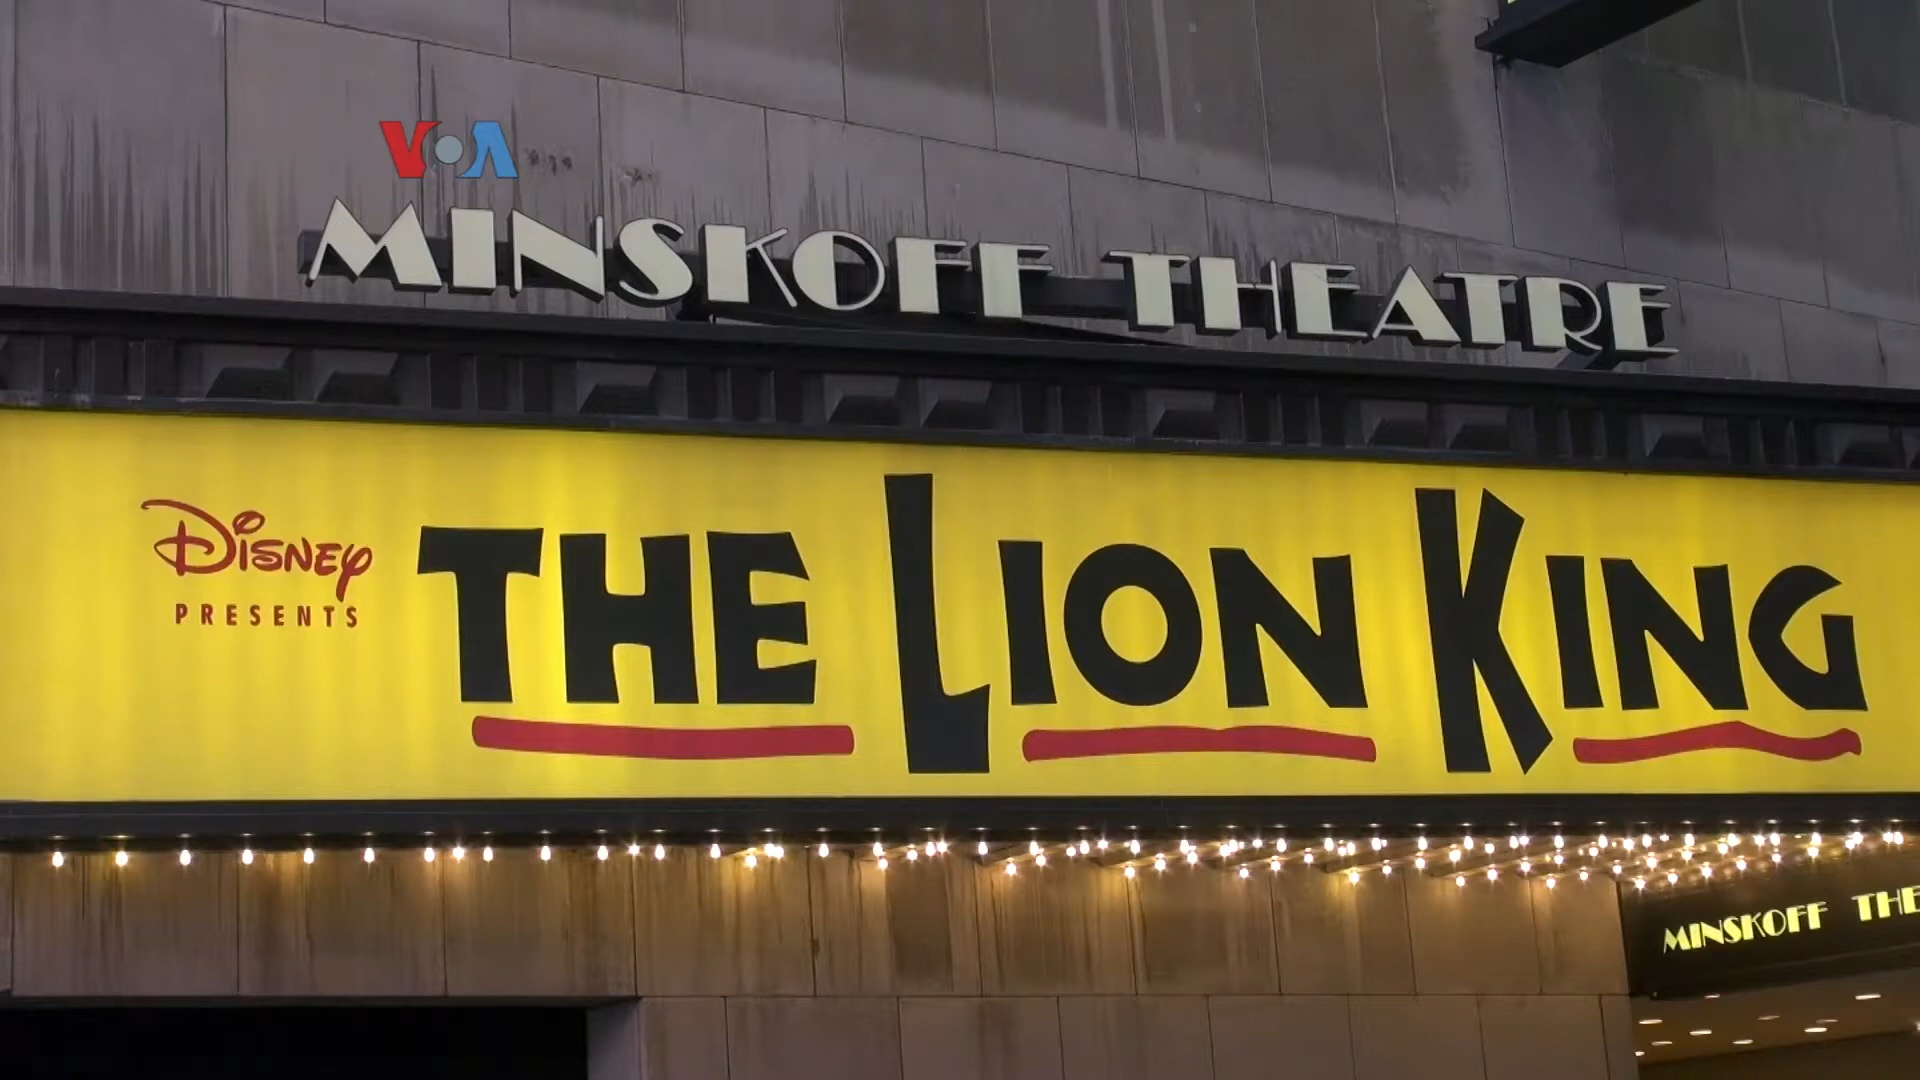 VOA
MINSKOFF THEATRE
DISNEY
PRESENTS
THE LION KING
MINSKOFF THE